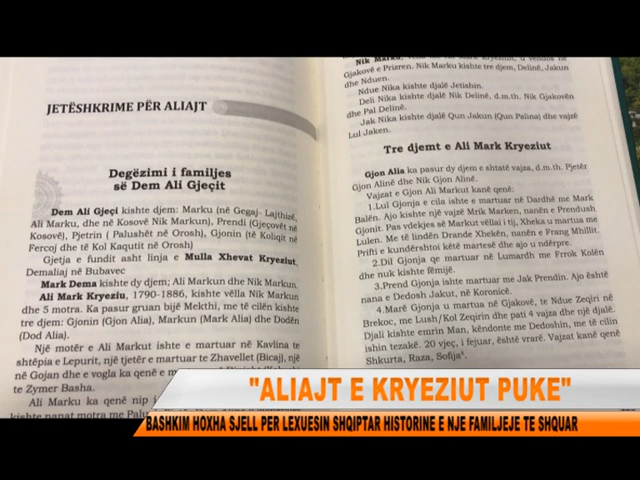 JETËSHKRIME PËR ALIAJT
Degëzimi i familjes
së Dem Ali Gjeçit
Dem Ali Gjeçi kishte djem: Marku (në Gegaj- Lajthizë,
Ali Marku, dhe në Kosovë Nik Markun), Prendi (Gjeçovët në
Kosovë), Pjetrin ( Palushët në Orosh), Gjonin (të Koliqit në
Fercoj dhe të Kol Kaqutit në Orosh)
Gjetja e fundit asht linja e Mulla Xhevat Kryeziut,
Demaliaj në Bubavec
Mark Dema kishte dy djem; Ali Markun dhe Nik Markun.
Ali Mark Kryeziu, 1790-1886, kishte vëlla Nik Markun
dhe 5 motra. Ka pasur gruan bijë Mekthi, me të cilën kishte
tre djem: Gjonin (Gjon Alia), Markun (Mark Alia) dhe Dodën
(Dod Alia).
Një motër e Ali Markut ishte e martuar në Kavlina te
shtëpia e Lepurit, një tjetër e martuar te Zhavellet (Bicaj), një
në Gojan dhe e vogla ka qenë e
te Zymer Basha.
Ali Marku ka qenë nip i
kishte nanat motra me Palu
Gjakovë e Prizren. Nik Marku kishte tre djem, Delinë, Jakun
dhe Nduen.
Ndue Nika kishte djalë Jetishin.
Deli Nika kishte djalë Nik Delinë, d.m.th. Nik Gjakovën
dhe Pal Delinë.
Jak Nika kishte djalë Qun Jakun (Qun Palina) dhe vajzë
Lul Jaken.
Tre djemt e Ali Mark Kryeziut
Gjon Alia ka pasur dy djem e shtatë vajza, d.m.th. Pjetër
Gjon Alinë dhe Nik Gjon Alinë.
Vajzat e Gjon Ali Markut kanë qenë:
1.Lul Gjonja e cila ishte e martuar në Dardhë me Mark
Balën. Ajo kishte një vajzë Mrik Marken, nanën e Prendush
Gjonit. Pas vdekjes së Markut vëllai i tij, Xheka u martua me
Lulen. Me të lindën Drande Xhekën, nanën e Frang Mhillit.
Prifti e kundërshtoi këtë martesë dhe ajo u ndërpre.
2.Dil Gjonja qe martuar në Lumardh me Frrok Kolën
dhe nuk kishte fëmijë.
3.Prend Gjonja ishte martuar me Jak Prendin. Ajo është
nana e Dedosh Jakut, në Koronicë.
4.Marë Gjonja u martua në Gjakovë, te Ndue Zeqiri në
Brekoc, me Lush/Kol Zeqirin dhe pati 4 vajza dhe një djalë.
Djali kishte emrin Man, këndonte me Dedoshin, me të cilin
ishin tezakë. 20 vjeç, i fejuar, është vrarë. Vajzat kanë qenë
Shkurta, Raza, Sofija
"ALIAJT E KRYEZIUT PUKE"
BASHKIM HOXHA SJELL PER LEXUESIN SHQIPTAR HISTORINE E NJE FAMILJEJE TE SHQUAR